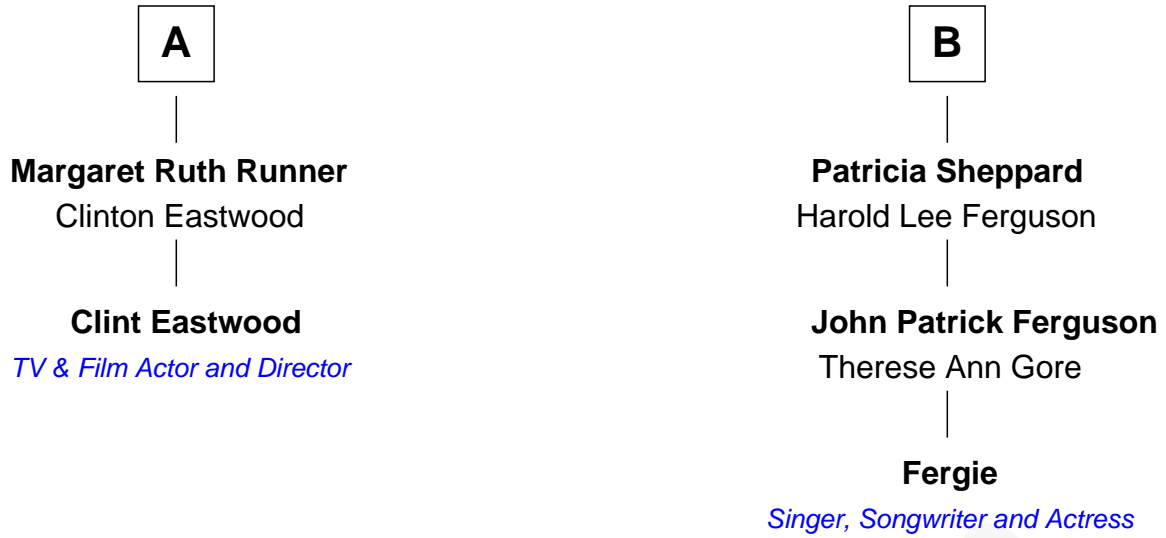 A
Margaret Ruth Runner
Clinton Eastwood
Clint Eastwood
TV & Film Actor and Director
B
Patricia Sheppard
Harold Lee Ferguson
John Patrick Ferguson
Therese Ann Gore
Fergie
Singer, Songwriter and Actress